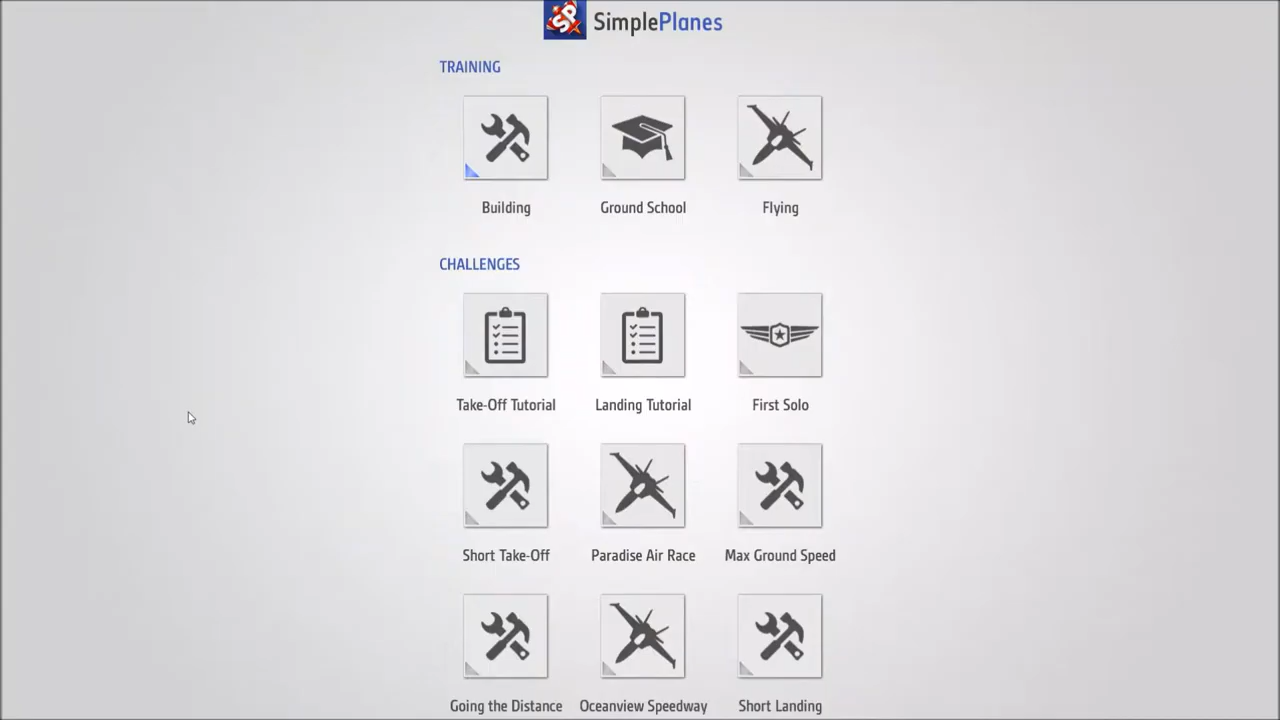 SimplePlanes
TRAINING
Building
Ground School
Flying
CHALLENGES
Take-Off Tutorial
Landing Tutorial
First Solo
Short Take-Off
Paradise Air Race
Max Ground Speed
Going the Distance
Oceanview Speedway
Short Landing